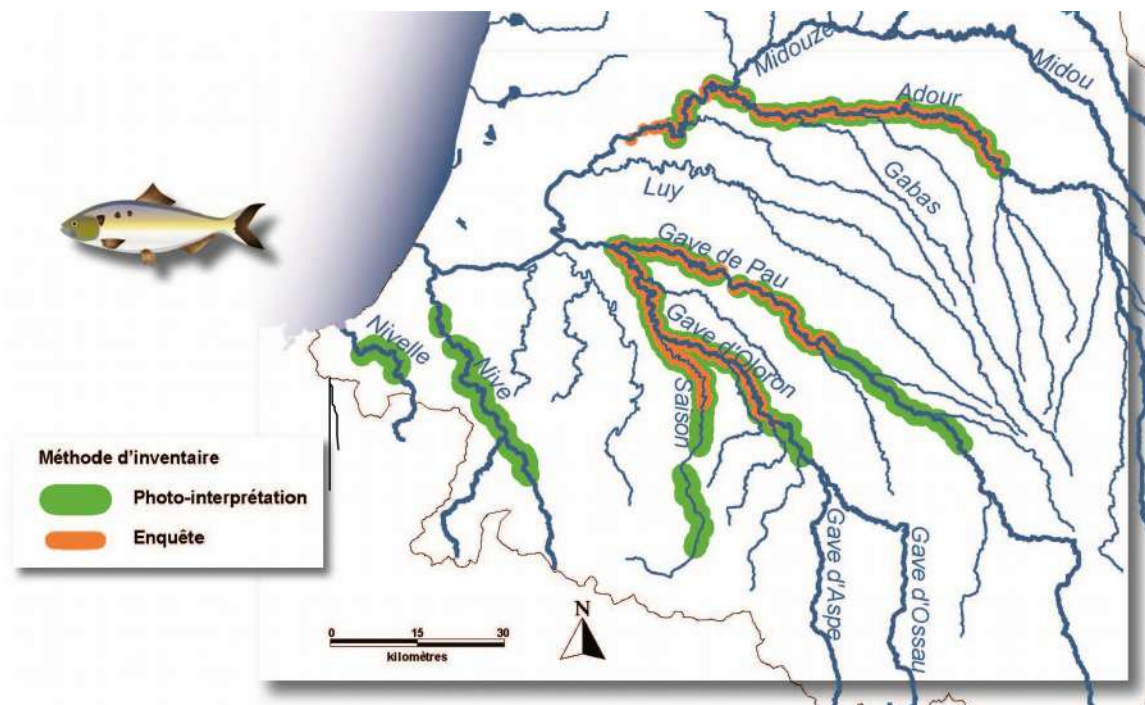 Midouze
Midou
Adour
Gabas
Luy
Gave de Pau
Gave d'Oloron
Nivelle
Nive
Saison
Méthode d'inventaire
Photo-interprétation
Enquête
Gave d'Aspe
Gave d'Ossau
N
0 15 30
kilomètres